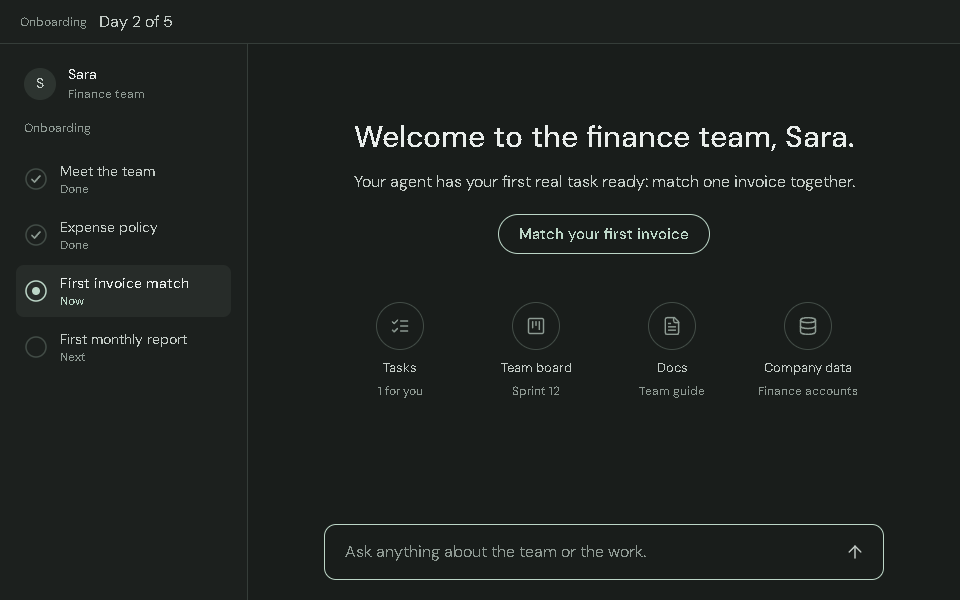 Onboarding Day 2 of 5
S
Sara
Finance team
Onboarding
Meet the team
Done
Expense policy
Done
First invoice match
Now
First monthly report
Next
Welcome to the finance team, Sara.
Your agent has your first real task ready: match one invoice together.
Match your first invoice
Tasks
1 for you
Team board
Sprint 12
Docs
Team guide
Company data
Finance accounts
Ask anything about the team or the work.